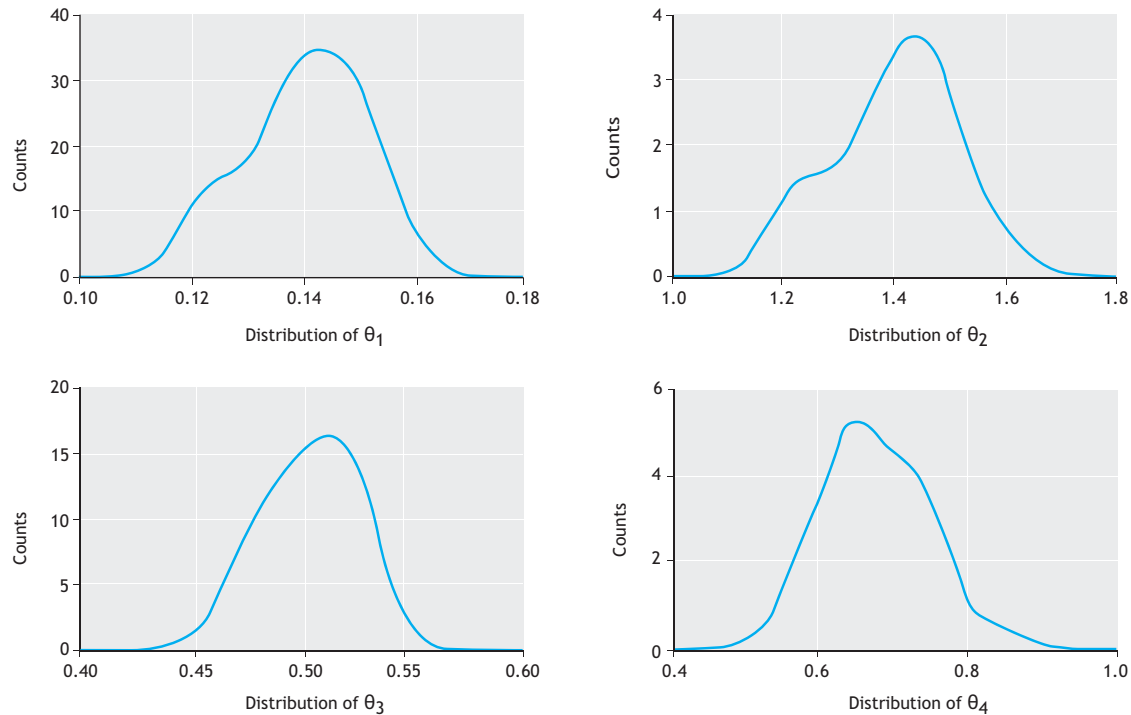 40
30
20
10
0
Counts
0.10 0.12 0.14 0.16 0.18
Distribution of θ1
4
3
2
1
0
Counts
1.0 1.2 1.4 1.6 1.8
Distribution of θ2
20
15
10
5
0
Counts
0.40 0.45 0.50 0.55 0.60
Distribution of θ3
6
4
2
0
Counts
0.4 0.6 0.8 1.0
Distribution of θ4